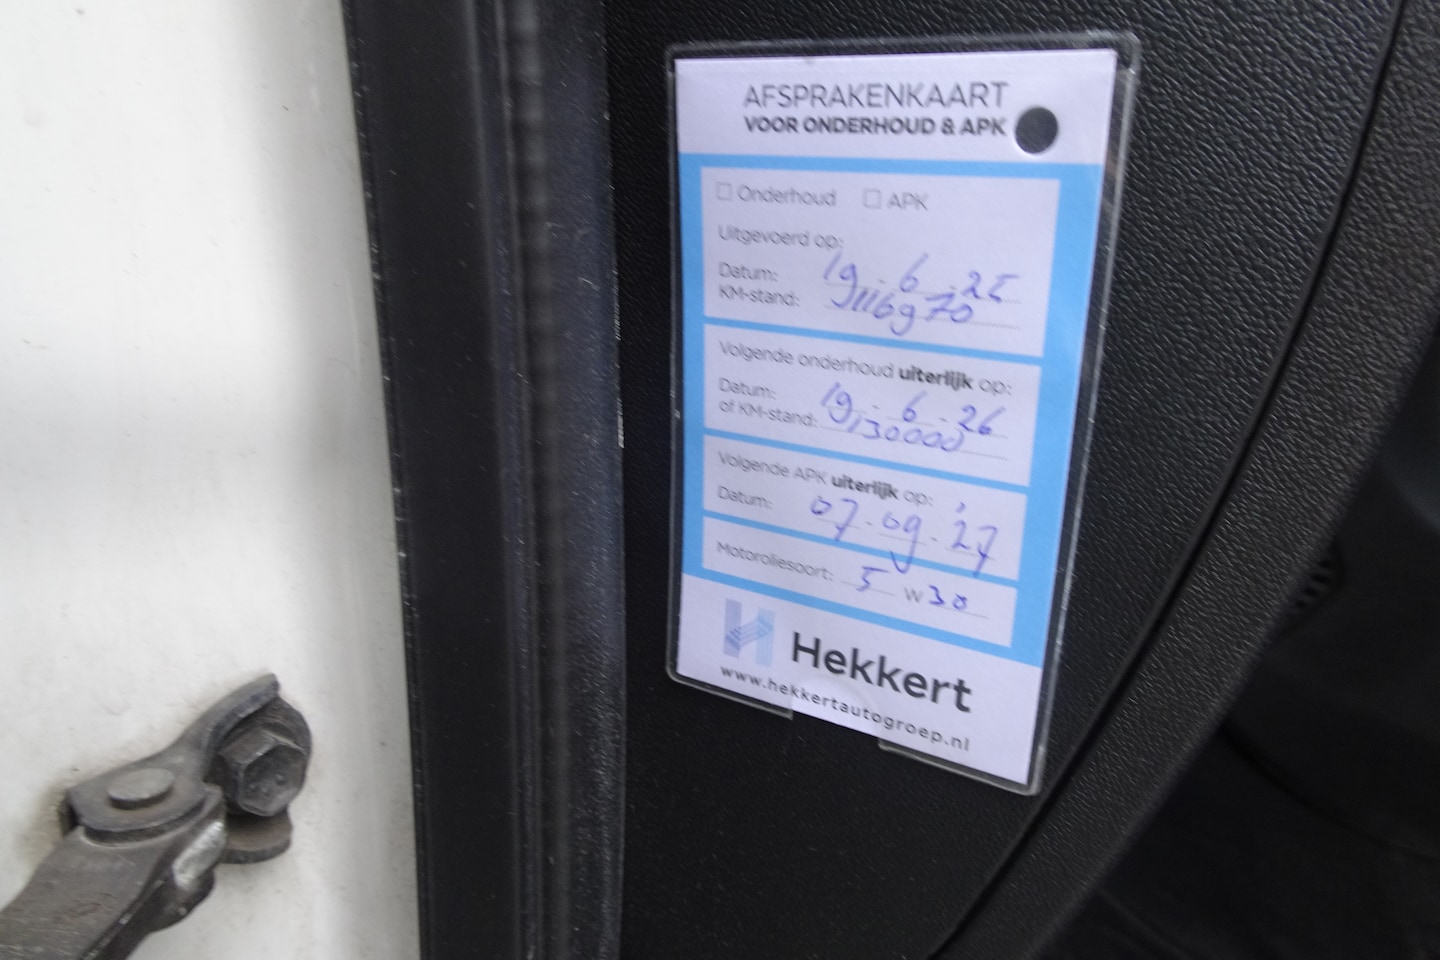 AFSPRAKENKAART
VOOR ONDERHOUD & APK
Onderhoud APK
Uitgevoerd op:
Datum: 19.6.25
KM-stand: 116970
Volgende onderhoud uiterlijk op:
Datum: 19.6.26
of KM-stand: 130000
Volgende APK uiterlijk op:
Datum: 07.09.27
Motoroliesoort: 5 W 30
Hekkert
www.hekkertautogroep.nl